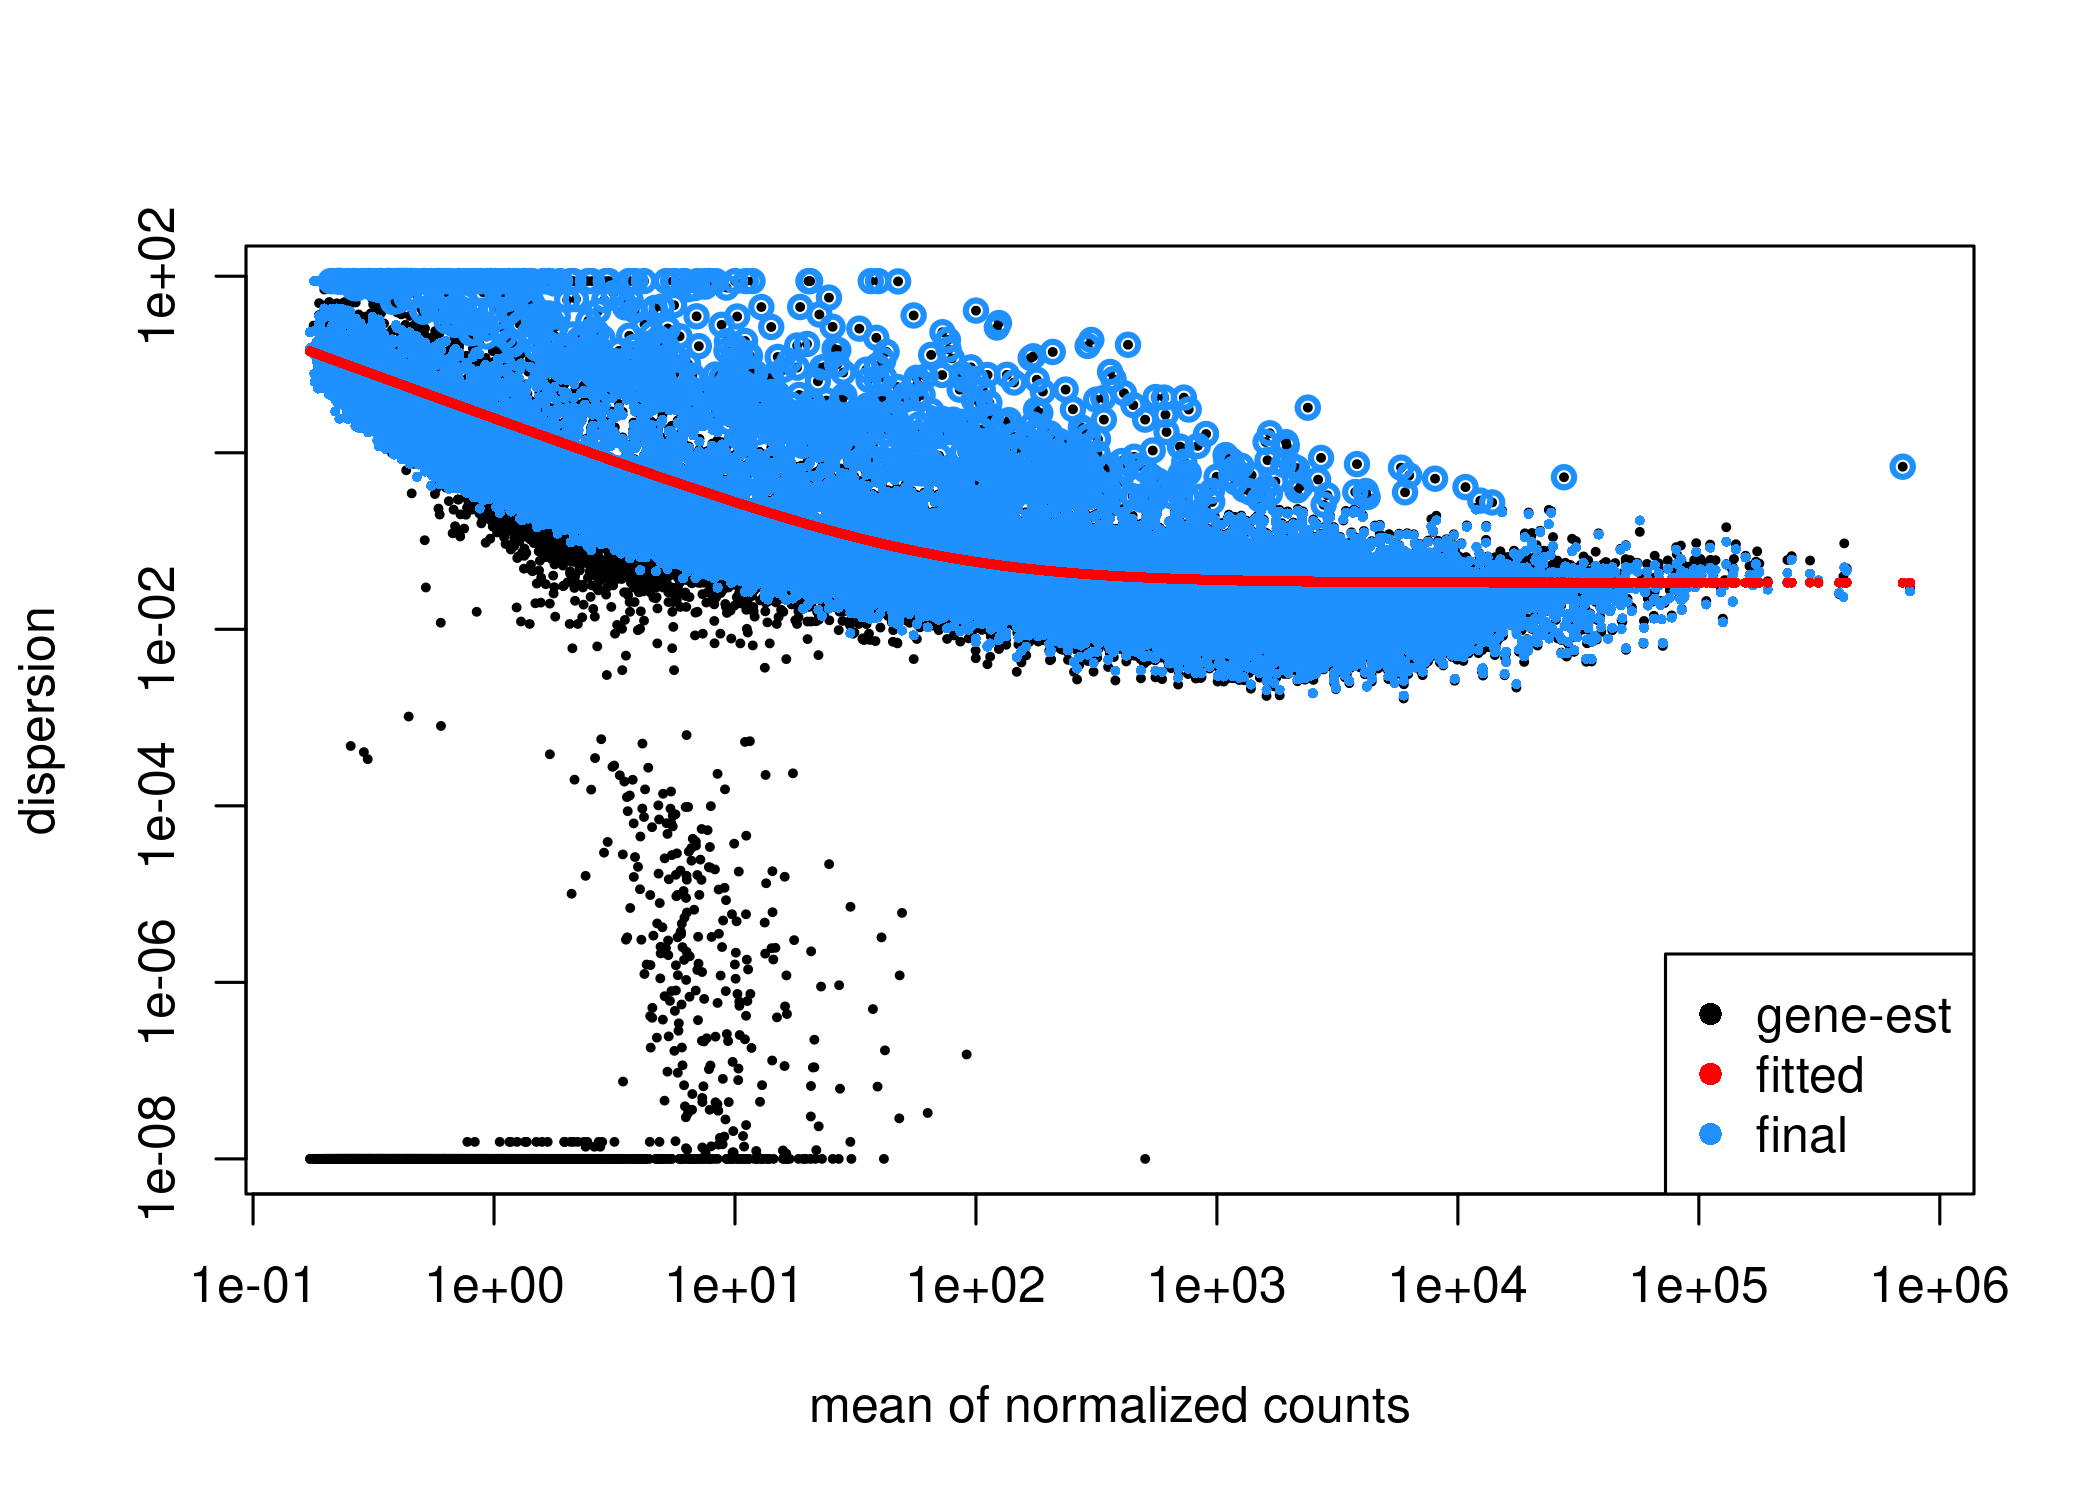 1e+02
1e-02
1e-04
1e-06
1e-08
dispersion
gene-est
fitted
final
1e-01 1e+00 1e+01 1e+02 1e+03 1e+04 1e+05 1e+06
mean of normalized counts